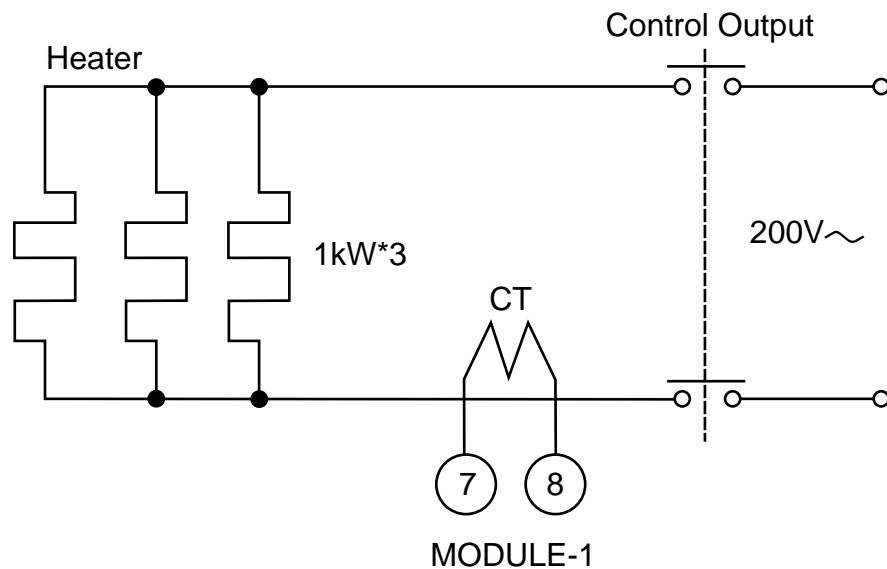 Control Output
Heater
200V～
1kW*3
CT
7
8
MODULE-1